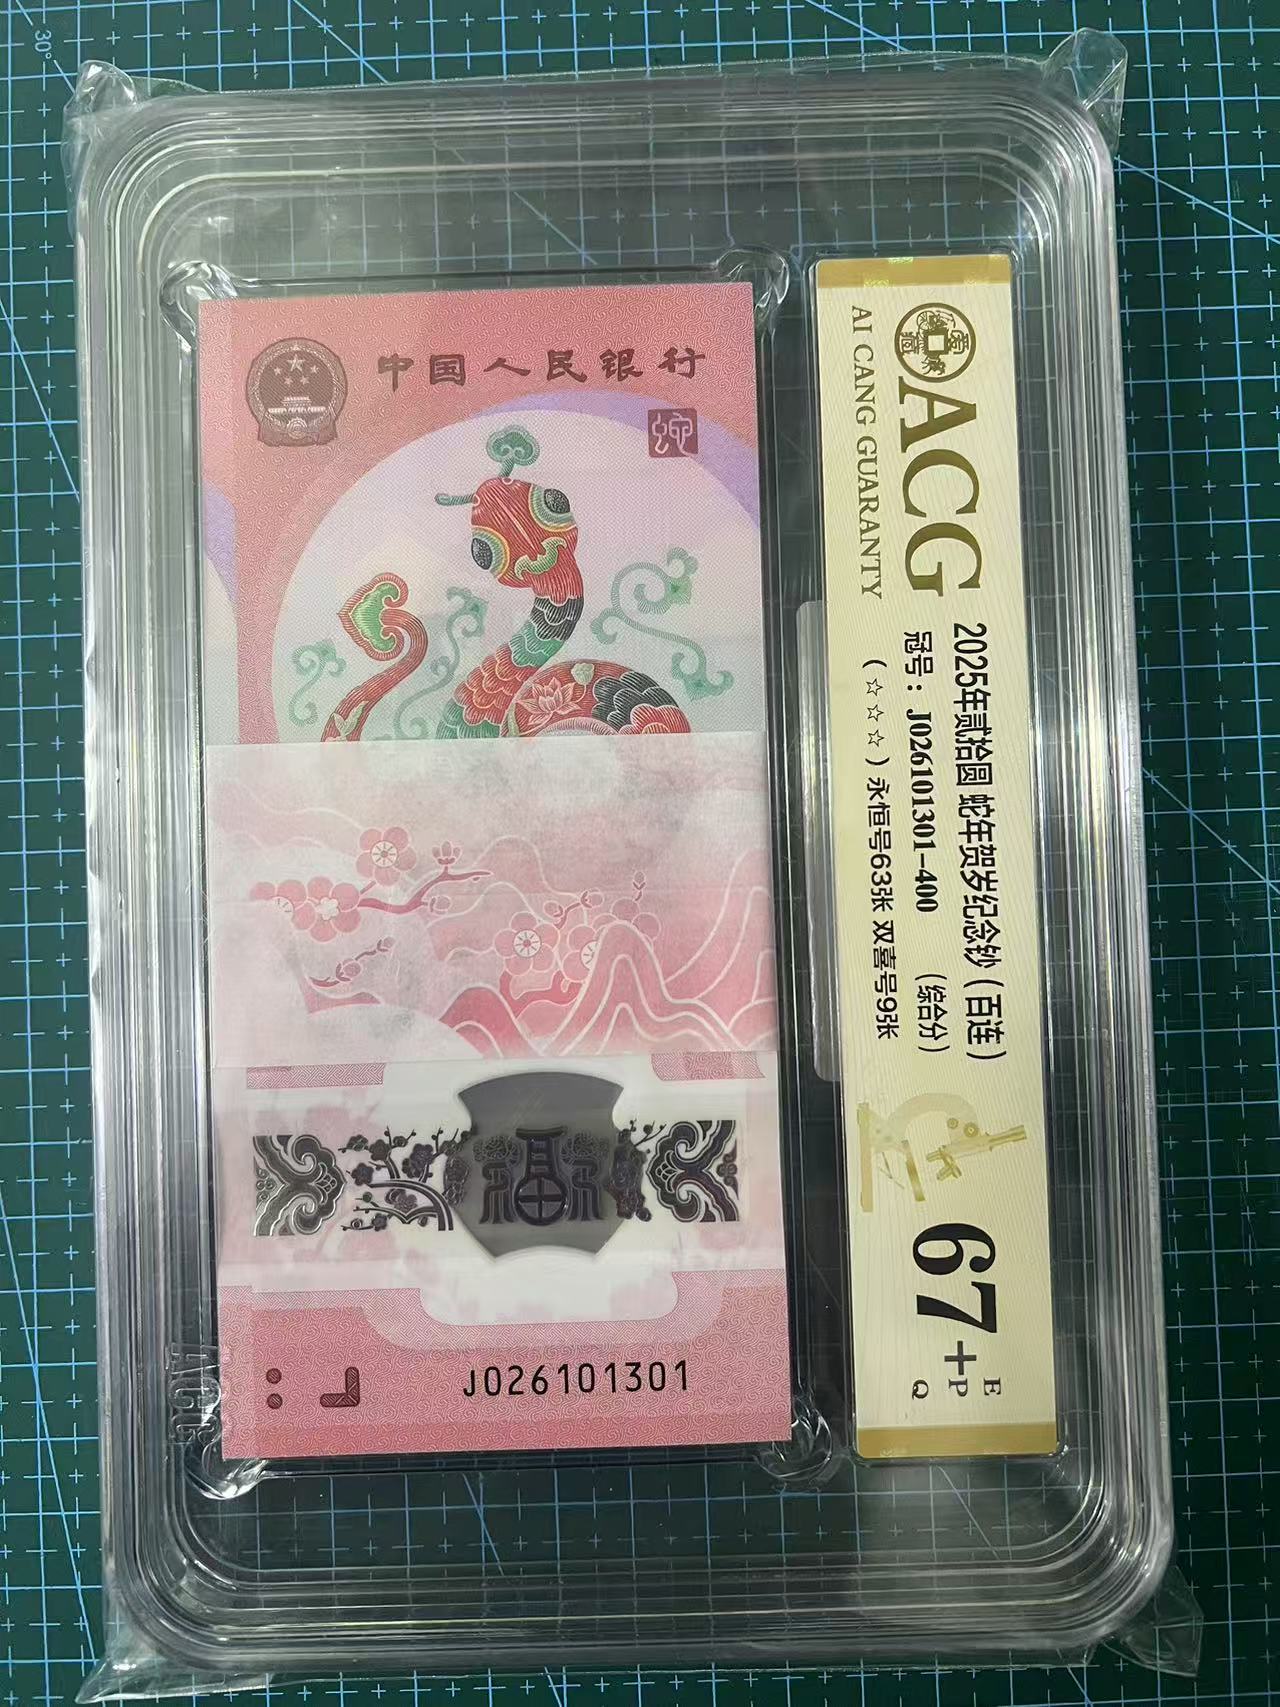 30°
中国人民银行
蛇
福
J026101301
ACG
AI CANG GUARANTY
2025年贰拾圆 蛇年贺岁纪念钞（百连）
冠号：J026101301-400 （综合分）
（☆☆☆）永恒号63张 双喜号9张
67+
E
P
Q